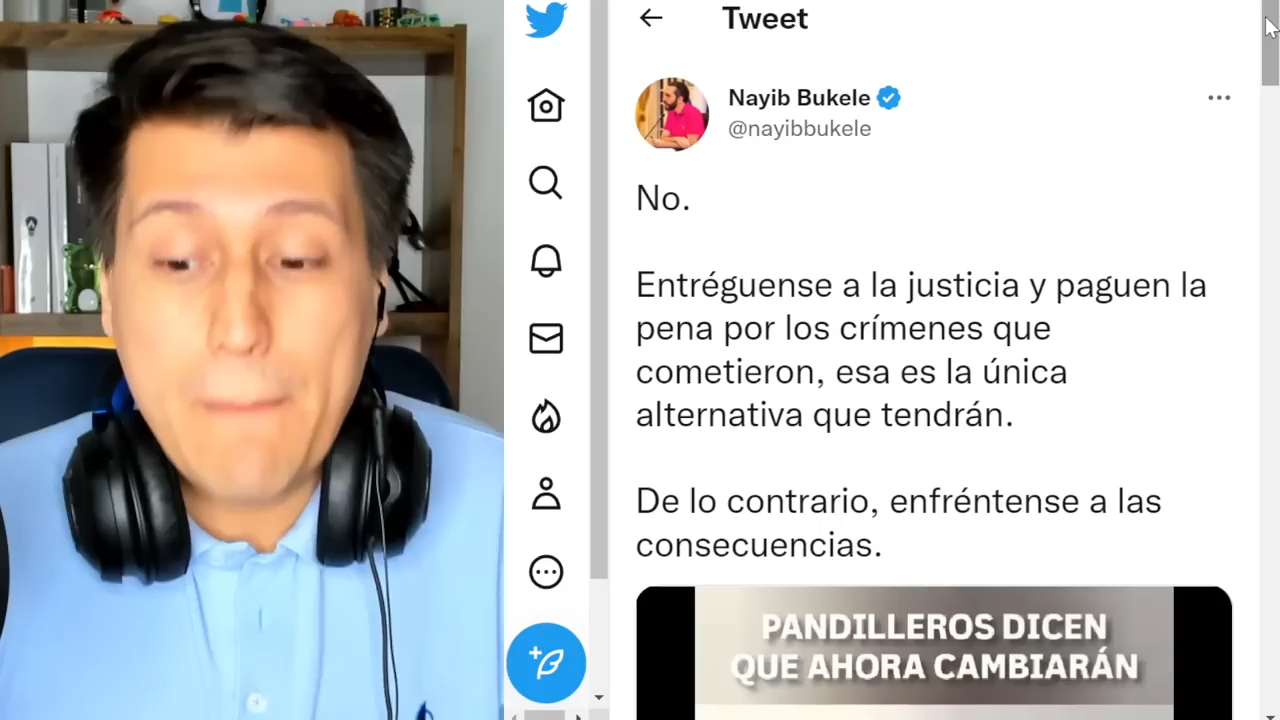 Tweet
Nayib Bukele
@nayibbukele
No.
Entréguense a la justicia y paguen la
pena por los crímenes que
cometieron, esa es la única
alternativa que tendrán.
De lo contrario, enfréntense a las
consecuencias.
PANDILLEROS DICEN
QUE AHORA CAMBIARÁN